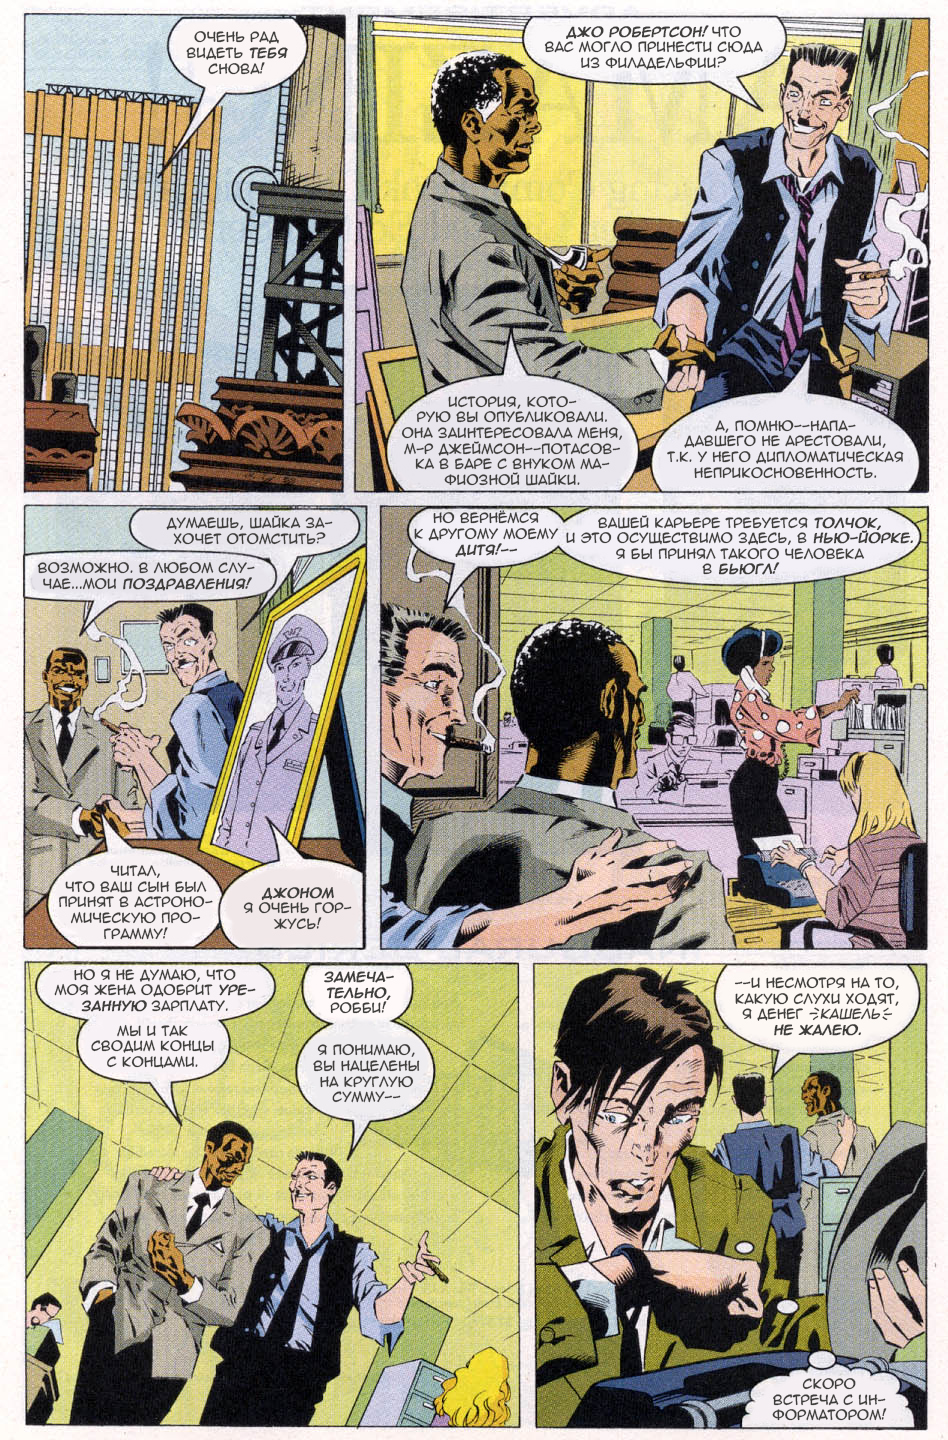 ОЧЕНЬ РАД
ВИДЕТЬ ТЕБЯ
СНОВА!
ДЖО РОБЕРТСОН! ЧТО
ВАС МОГЛО ПРИНЕСТИ СЮДА
ИЗ ФИЛАДЕЛЬФИИ?
ИСТОРИЯ, КОТО-
РУЮ ВЫ ОПУБЛИКОВАЛИ.
ОНА ЗАИНТЕРЕСОВАЛА МЕНЯ,
М-Р ДЖЕЙМСОН--ПОТАСОВ-
КА В БАРЕ С ВНУКОМ МА-
ФИОЗНОЙ ШАЙКИ.
А, ПОМНЮ--НАПА-
ДАВШЕГО НЕ АРЕСТОВАЛИ,
Т.К. У НЕГО ДИПЛОМАТИЧЕСКАЯ
НЕПРИКОСНОВЕННОСТЬ.
ДУМАЕШЬ, ШАЙКА ЗА-
ХОЧЕТ ОТОМСТИТЬ?
ВОЗМОЖНО. В ЛЮБОМ СЛУ-
ЧАЕ...МОИ ПОЗДРАВЛЕНИЯ!
ЧИТАЛ,
ЧТО ВАШ СЫН БЫЛ
ПРИНЯТ В АСТРОНО-
МИЧЕСКУЮ ПРО-
ГРАММУ!
ДЖОНОМ
Я ОЧЕНЬ ГОР-
ЖУСЬ!
НО ВЕРНЁМСЯ
К ДРУГОМУ МОЕМУ
ДИТЯ!--
ВАШЕЙ КАРЬЕРЕ ТРЕБУЕТСЯ ТОЛЧОК,
И ЭТО ОСУЩЕСТВИМО ЗДЕСЬ, В НЬЮ-ЙОРКЕ.
Я БЫ ПРИНЯЛ ТАКОГО ЧЕЛОВЕКА
В БЬЮГЛ!
НО Я НЕ ДУМАЮ, ЧТО
МОЯ ЖЕНА ОДОБРИТ УРЕ-
ЗАННУЮ ЗАРПЛАТУ.
МЫ И ТАК
СВОДИМ КОНЦЫ
С КОНЦАМИ.
ЗАМЕЧА-
ТЕЛЬНО,
РОББИ!
Я ПОНИМАЮ,
ВЫ НАЦЕЛЕНЫ
НА КРУГЛУЮ
СУММУ--
--И НЕСМОТРЯ НА ТО,
КАКУЮ СЛУХИ ХОДЯТ,
Я ДЕНЕГ КАШЕЛЬ
НЕ ЖАЛЕЮ.
СКОРО
ВСТРЕЧА С ИН-
ФОРМАТОРОМ!